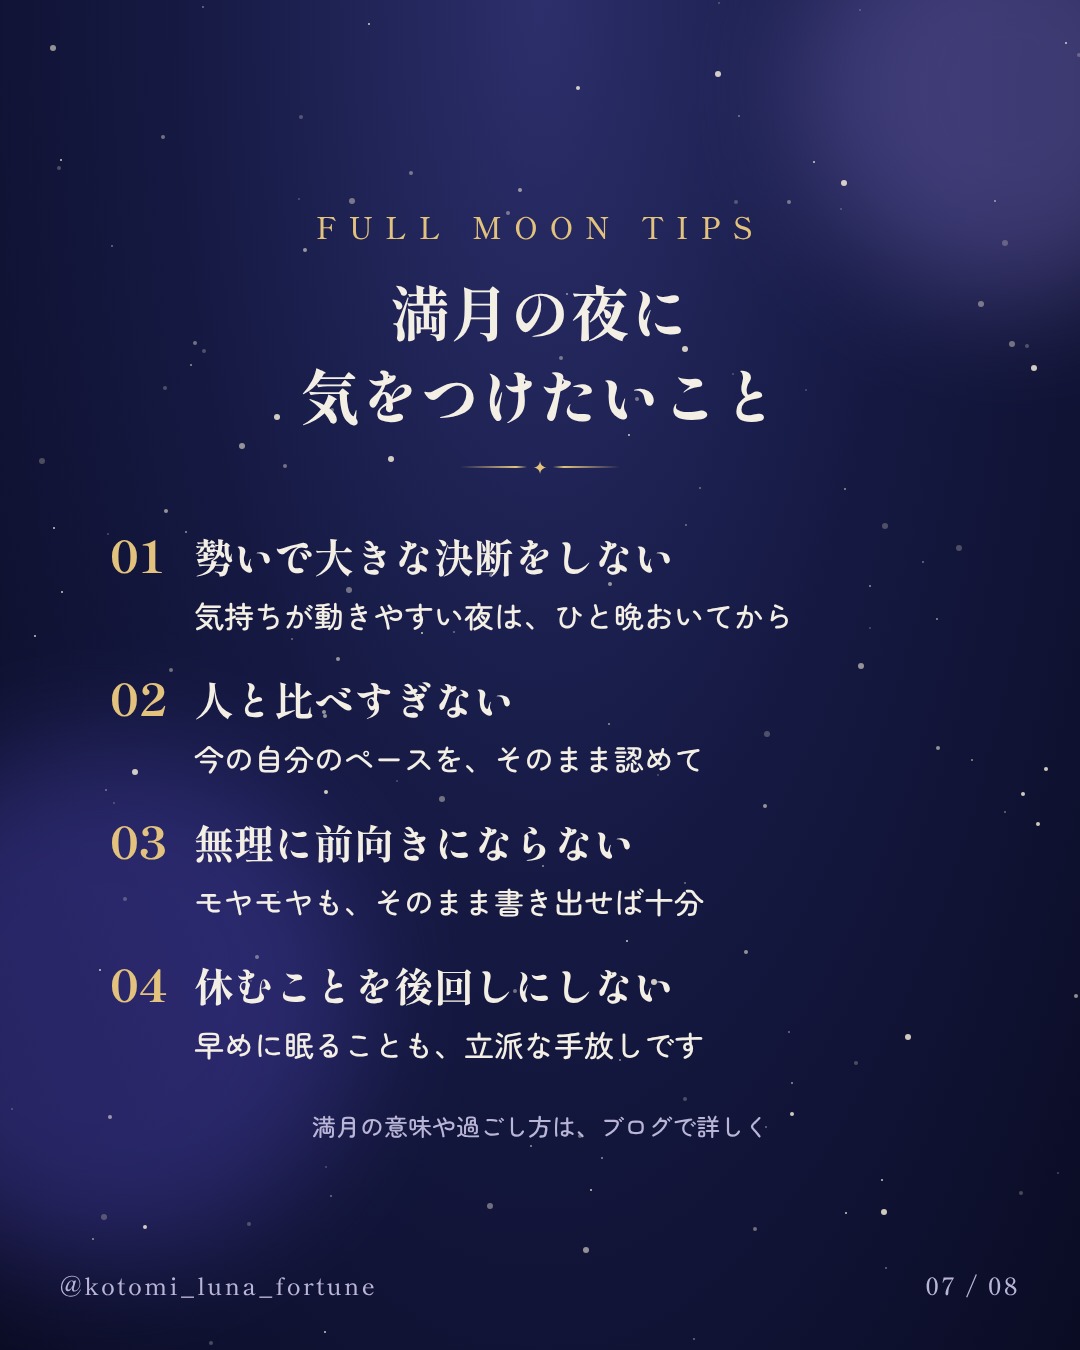 FULL MOON TIPS
満月の夜に
気をつけたいこと
01 勢いで大きな決断をしない
気持ちが動きやすい夜は、ひと晩おいてから
02 人と比べすぎない
今の自分のペースを、そのまま認めて
03 無理に前向きにならない
モヤモヤも、そのまま書き出せば十分
04 休むことを後回しにしない
早めに眠ることも、立派な手放しです
満月の意味や過ごし方は、ブログで詳しく
@kotomi_luna_fortune
07 / 08